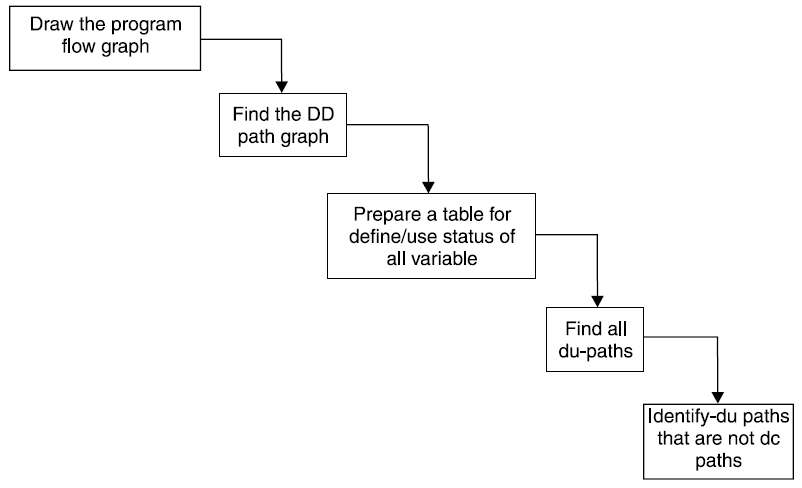 Draw the program
flow graph
Find the DD
path graph
Prepare a table for
define/use status of
all variable
Find all
du-paths
Identify-du paths
that are not dc
paths